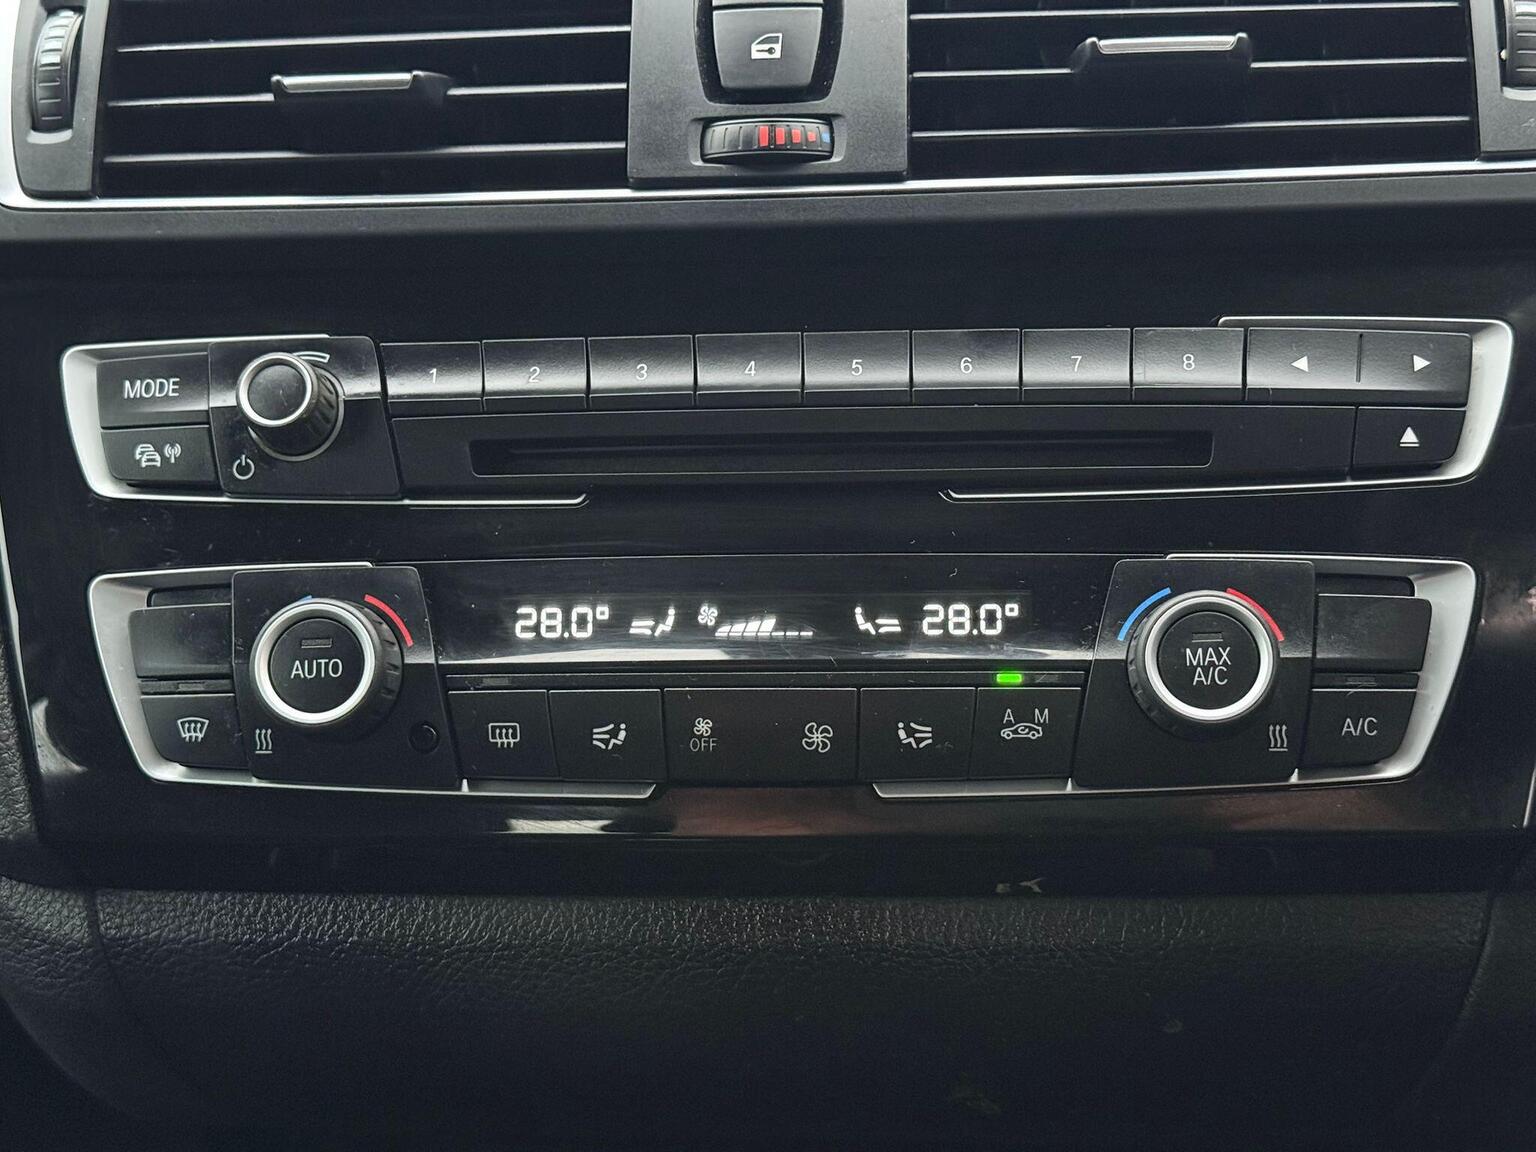 MODE
1 2 3 4 5 6 7 8
28.0° 28.0°
AUTO
MAX
A/C
OFF
A M
A/C